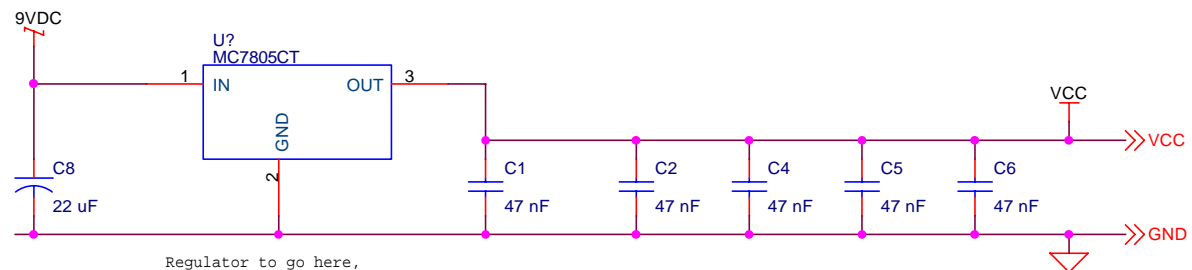 9VDC
U?
MC7805CT
1
IN
OUT
3
GND
2
VCC
VCC
C8
22 uF
C1
47 nF
C2
47 nF
C4
47 nF
C5
47 nF
C6
47 nF
GND
Regulator to go here,